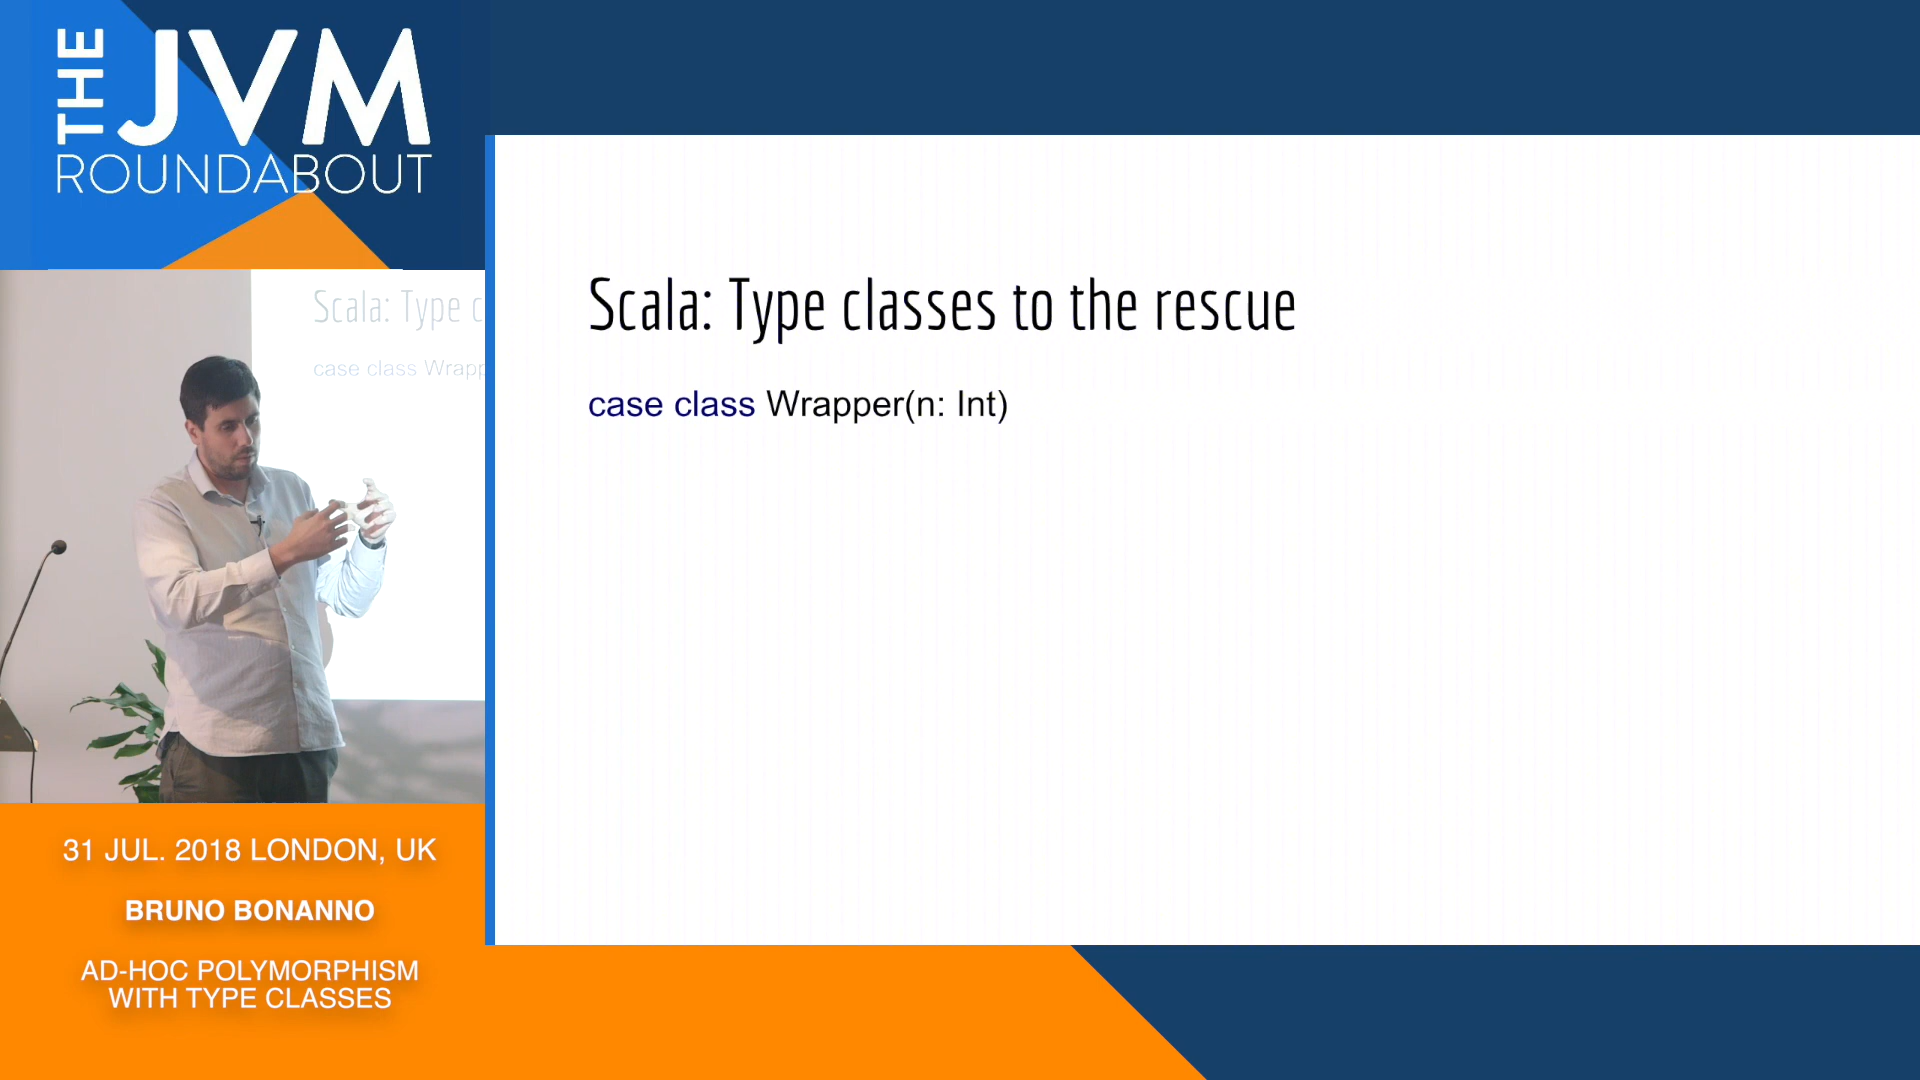 THE JVM
ROUNDABOUT
Scala: Type c
case class Wrapp
31 JUL. 2018 LONDON, UK
BRUNO BONANNO
AD-HOC POLYMORPHISM
WITH TYPE CLASSES
Scala: Type classes to the rescue
case class Wrapper(n: Int)